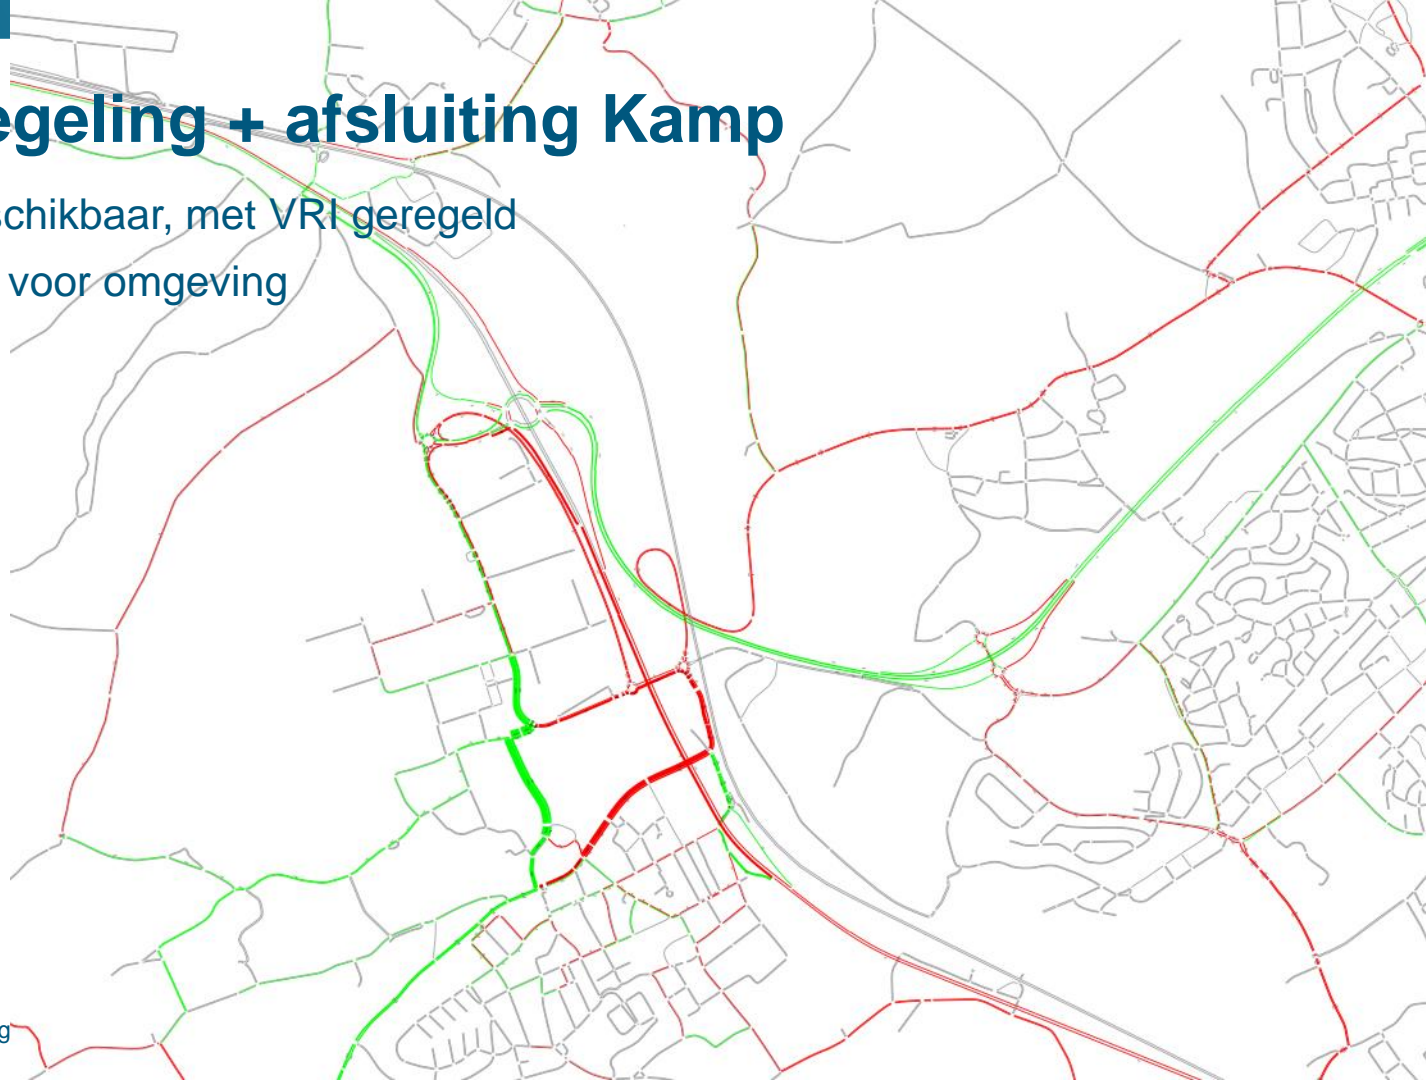 egeling + afsluiting Kamp
schikbaar, met VRI geregeld
voor omgeving
g